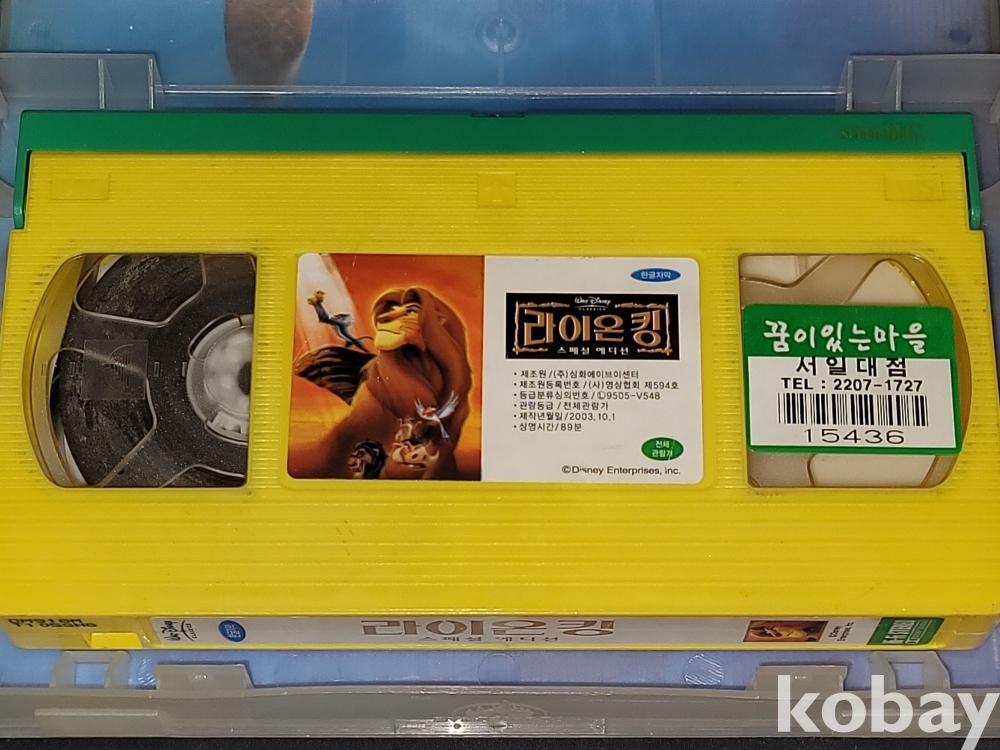 한글자막
WALT DISNEY
CLASSICS
라이온 킹
스페셜 에디션
• 제조원/(주)상화에이브이센터
• 제조원등록번호/(사)영상협회 제594호
• 등급분류심의번호/Ⓛ9505-V548
• 관람등급/전체관람가
• 제작년월일/2003.10.1
• 상영시간/89분
전체
관람가
©Disney Enterprises, Inc.
꿈이있는마을
서일대점
TEL : 2207-1727
15436
WALT DISNEY
라이온 킹
스페셜 에디션
kobay